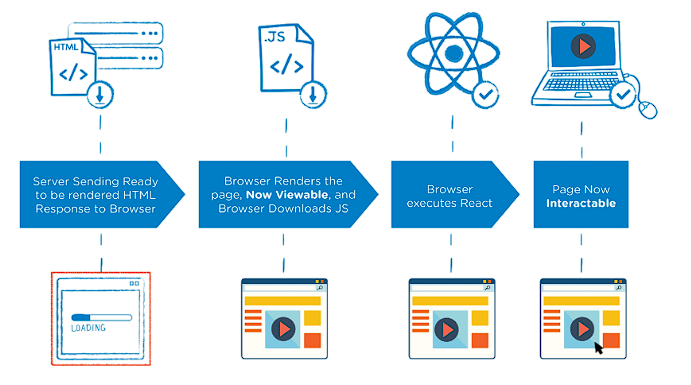 HTML
.JS
Server Sending Ready
to be rendered HTML
Response to Browser
Browser Renders the
page, Now Viewable, and
Browser Downloads JS
Browser
executes React
Page Now
Interactable
LOADING